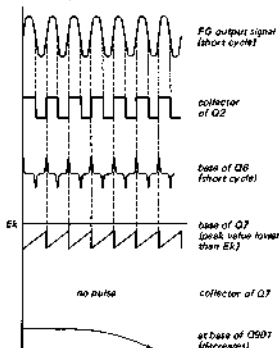 FG output signal
(short cycle)
collector
of Q2
base of Q6
(short cycle)
Ek
base of Q7
(peak value lower
than Ek)
no pulse
collector of Q7
at base of Q901
(decreases)